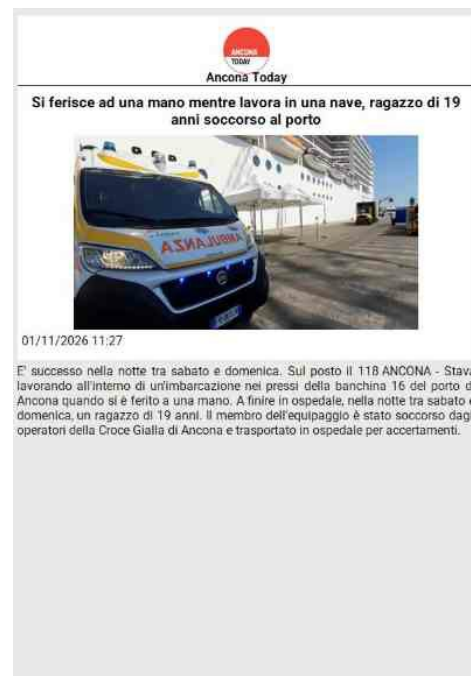 ANCONA
TODAY
Ancona Today
Si ferisce ad una mano mentre lavora in una nave, ragazzo di 19
anni soccorso al porto
AMBULANZA
01/11/2026 11:27
E' successo nella notte tra sabato e domenica. Sul posto il 118 ANCONA - Stava
lavorando all'interno di un'imbarcazione nei pressi della banchina 16 del porto d
Ancona quando si è ferito a una mano. A finire in ospedale, nella notte tra sabato e
domenica, un ragazzo di 19 anni. Il membro dell'equipaggio è stato soccorso dagl
operatori della Croce Gialla di Ancona e trasportato in ospedale per accertamenti.